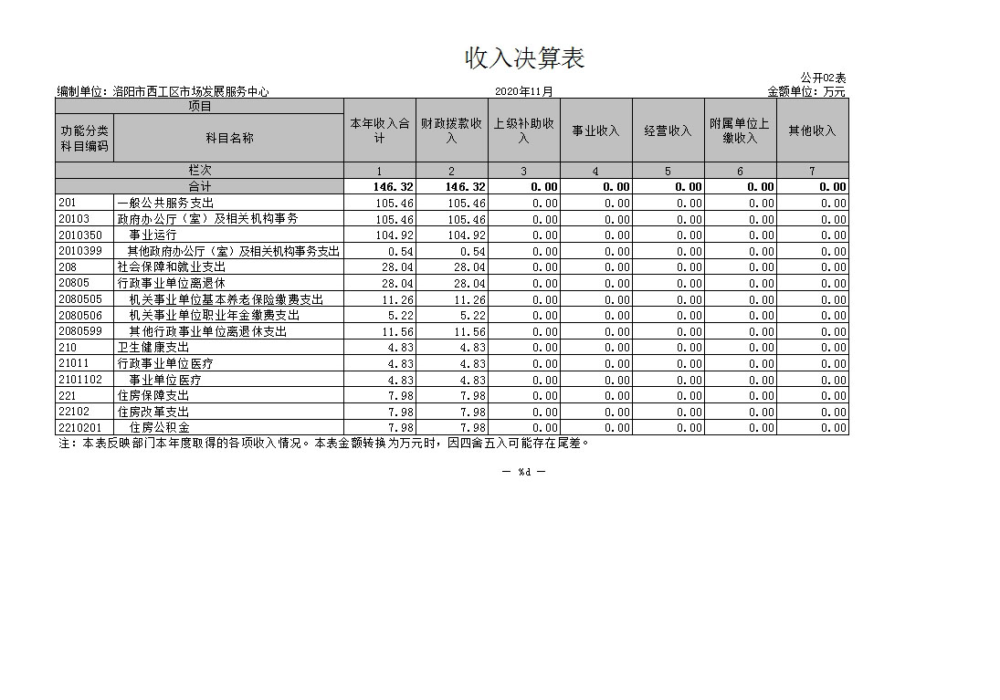 收入决算表
公开02表
编制单位：洛阳市西工区市场发展服务中心 2020年11月 金额单位：万元
项目 本年收入合计 财政拨款收入 上级补助收入 事业收入 经营收入 附属单位上缴收入 其他收入
功能分类科目编码 科目名称
栏次 1 2 3 4 5 6 7
合计 146.32 146.32 0.00 0.00 0.00 0.00 0.00
201 一般公共服务支出 105.46 105.46 0.00 0.00 0.00 0.00 0.00
20103 政府办公厅（室）及相关机构事务 105.46 105.46 0.00 0.00 0.00 0.00 0.00
2010350 事业运行 104.92 104.92 0.00 0.00 0.00 0.00 0.00
2010399 其他政府办公厅（室）及相关机构事务支出 0.54 0.54 0.00 0.00 0.00 0.00 0.00
208 社会保障和就业支出 28.04 28.04 0.00 0.00 0.00 0.00 0.00
20805 行政事业单位离退休 28.04 28.04 0.00 0.00 0.00 0.00 0.00
2080505 机关事业单位基本养老保险缴费支出 11.26 11.26 0.00 0.00 0.00 0.00 0.00
2080506 机关事业单位职业年金缴费支出 5.22 5.22 0.00 0.00 0.00 0.00 0.00
2080599 其他行政事业单位离退休支出 11.56 11.56 0.00 0.00 0.00 0.00 0.00
210 卫生健康支出 4.83 4.83 0.00 0.00 0.00 0.00 0.00
21011 行政事业单位医疗 4.83 4.83 0.00 0.00 0.00 0.00 0.00
2101102 事业单位医疗 4.83 4.83 0.00 0.00 0.00 0.00 0.00
221 住房保障支出 7.98 7.98 0.00 0.00 0.00 0.00 0.00
22102 住房改革支出 7.98 7.98 0.00 0.00 0.00 0.00 0.00
2210201 住房公积金 7.98 7.98 0.00 0.00 0.00 0.00 0.00
注：本表反映部门本年度取得的各项收入情况。本表金额转换为万元时，因四舍五入可能存在尾差。
— %d —